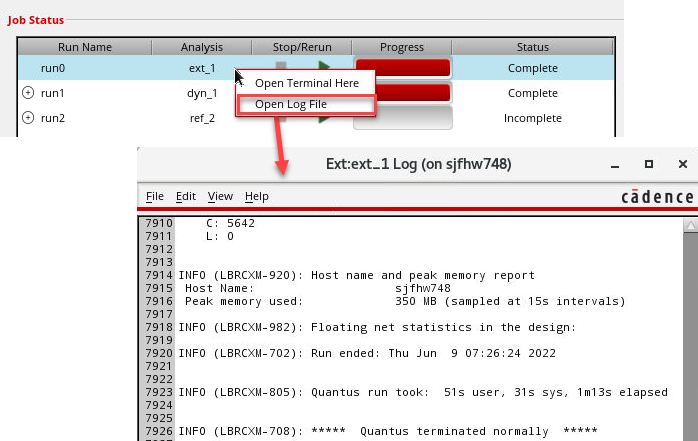 Job Status
Run Name Analysis Stop/Rerun Progress Status
run0 ext_1 Complete
Open Terminal Here
run1 dyn_1 Complete
Open Log File
run2 ref_2 Incomplete
Ext:ext_1 Log (on sjfhw748)
File Edit View Help
cādence
7910 C: 5642
7911 L: 0
7912
7913
7914 INFO (LBRCXM-920): Host name and peak memory report
7915 Host Name: sjfhw748
7916 Peak memory used: 350 MB (sampled at 15s intervals)
7917
7918 INFO (LBRCXM-982): Floating net statistics in the design:
7919
7920 INFO (LBRCXM-702): Run ended: Thu Jun  9 07:26:24 2022
7921
7922
7923 INFO (LBRCXM-805): Quantus run took:  51s user, 31s sys, 1m13s elapsed
7924
7925
7926 INFO (LBRCXM-708): *****  Quantus terminated normally  *****